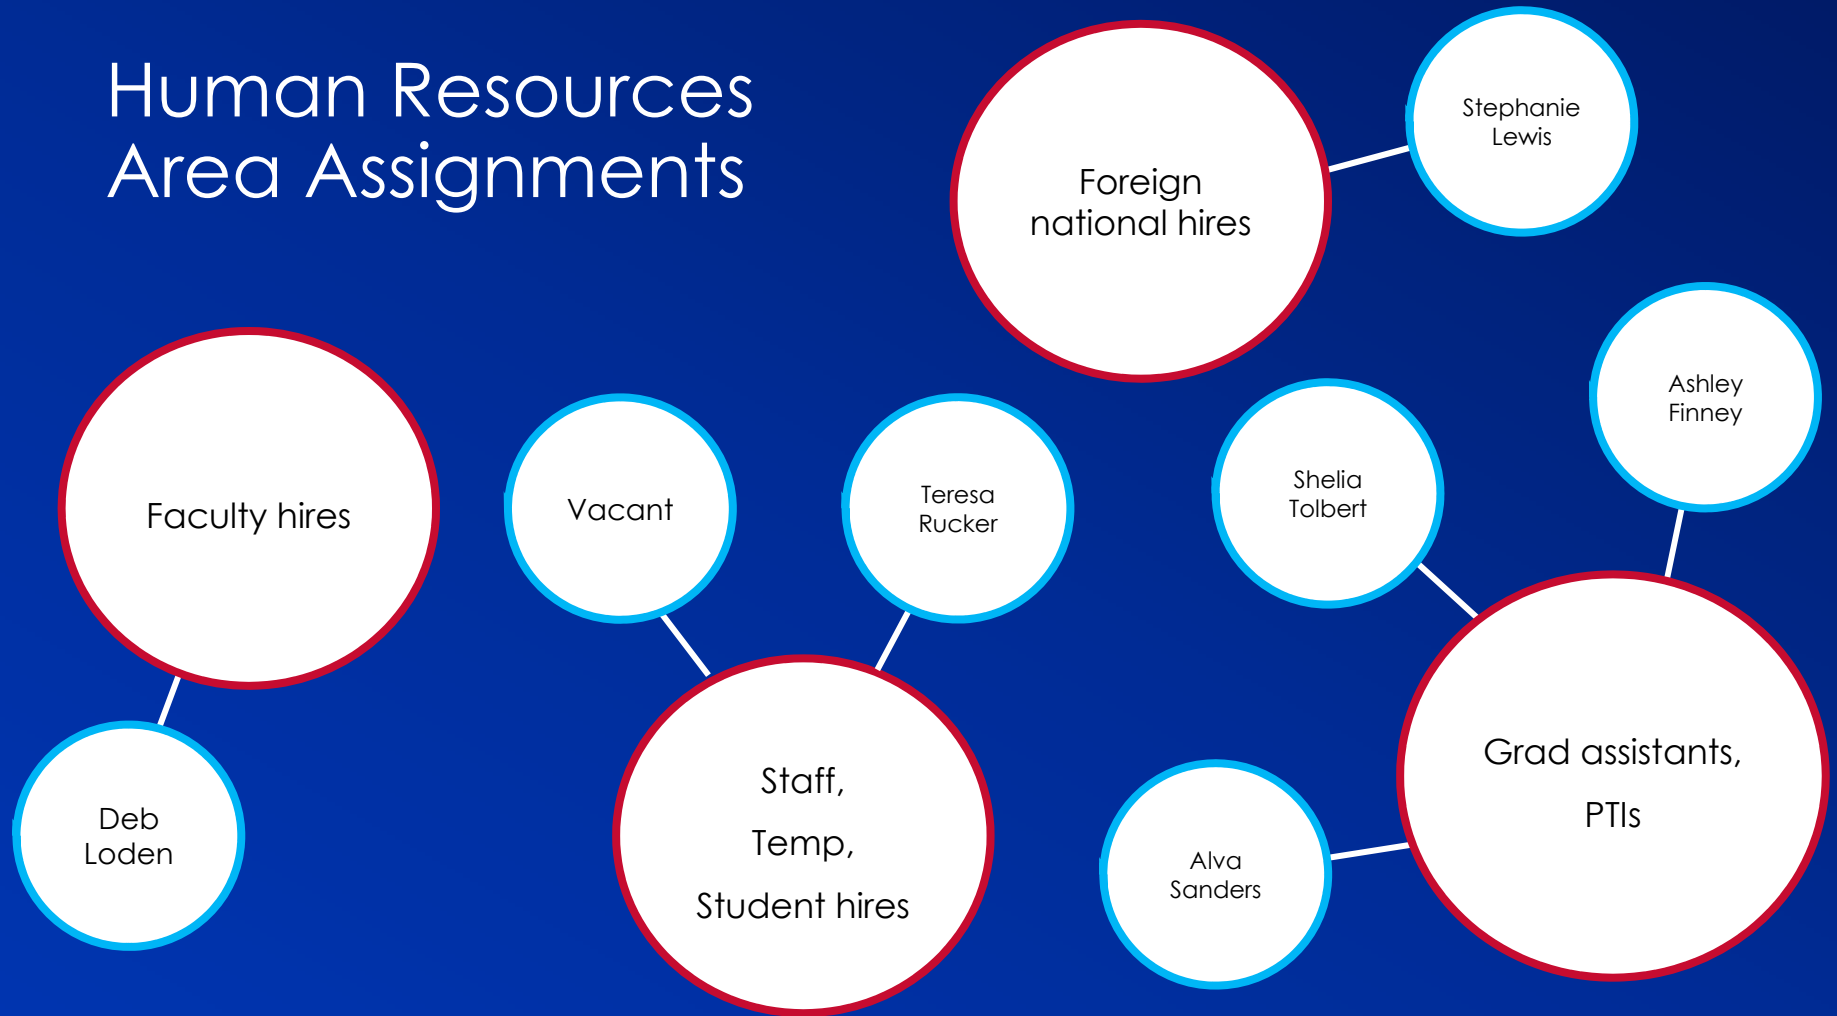 Human Resources
Area Assignments
Foreign
national hires
Stephanie
Lewis
Faculty hires
Deb
Loden
Vacant
Teresa
Rucker
Staff,
Temp,
Student hires
Shelia
Tolbert
Ashley
Finney
Alva
Sanders
Grad assistants,
PTIs